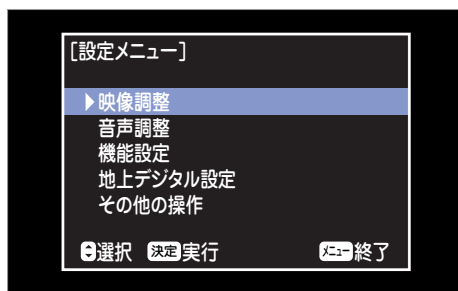 [設定メニュー]
映像調整
音声調整
機能設定
地上デジタル設定
その他の操作
選択 決定 実行 メニュー 終了